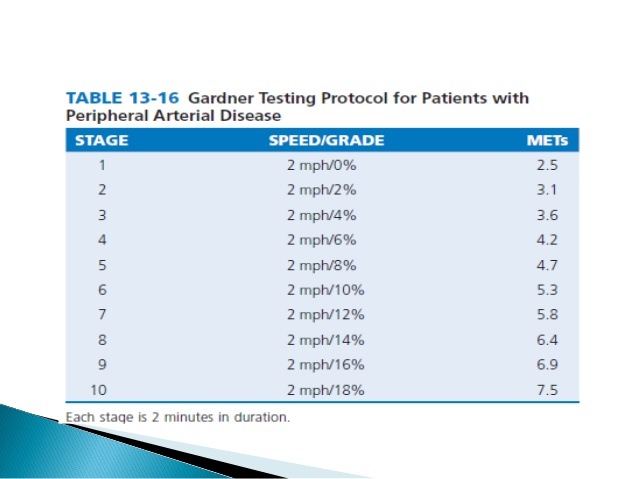 TABLE 13-16 Gardner Testing Protocol for Patients with
Peripheral Arterial Disease
STAGE SPEED/GRADE METs
1 2 mph/0% 2.5
2 2 mph/2% 3.1
3 2 mph/4% 3.6
4 2 mph/6% 4.2
5 2 mph/8% 4.7
6 2 mph/10% 5.3
7 2 mph/12% 5.8
8 2 mph/14% 6.4
9 2 mph/16% 6.9
10 2 mph/18% 7.5
Each stage is 2 minutes in duration.